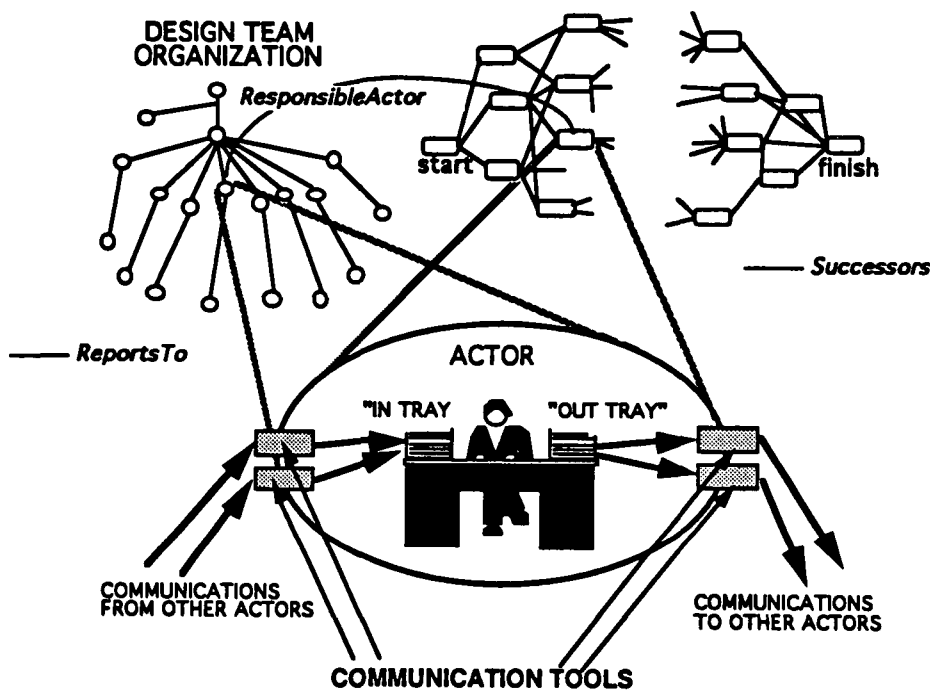 DESIGN TEAM
ORGANIZATION
ResponsibleActor
start
finish
Successors
ReportsTo
ACTOR
"IN TRAY
"OUT TRAY"
COMMUNICATIONS
FROM OTHER ACTORS
COMMUNICATIONS
TO OTHER ACTORS
COMMUNICATION TOOLS